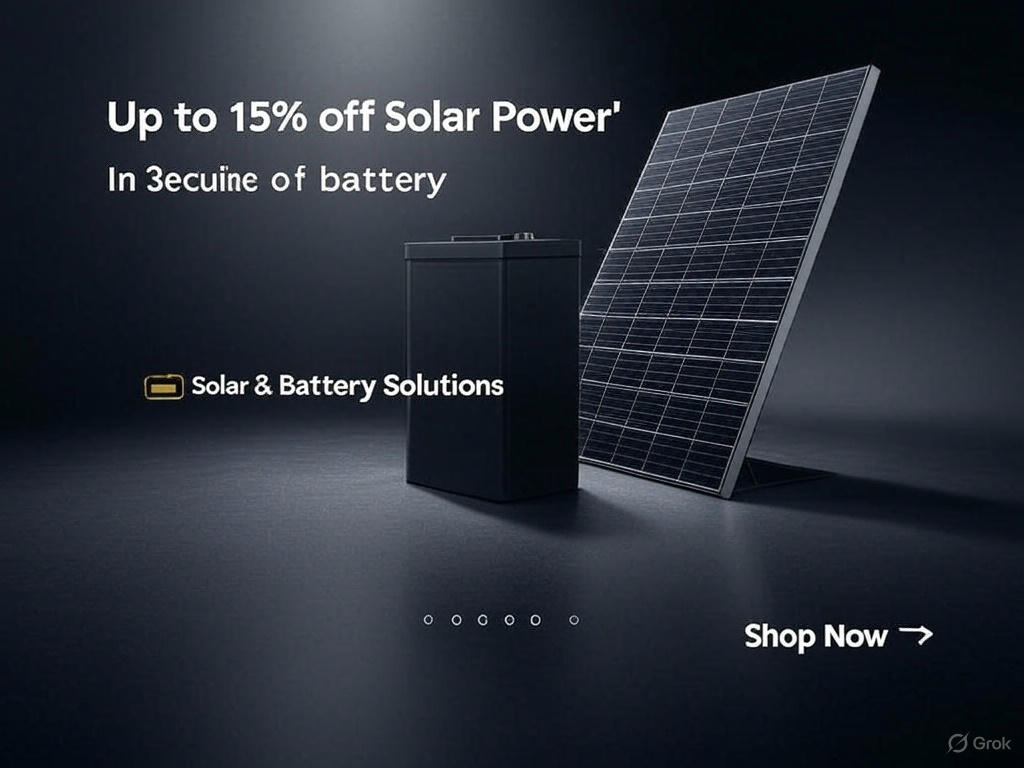 Up to 15% off Solar Power'
In 3ecuine of battery
Solar & Battery Solutions
Shop Now →
Grok